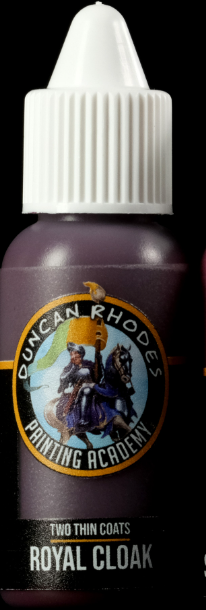 DUNCAN RHODES
PAINTING ACADEMY
TWO THIN COATS
ROYAL CLOAK